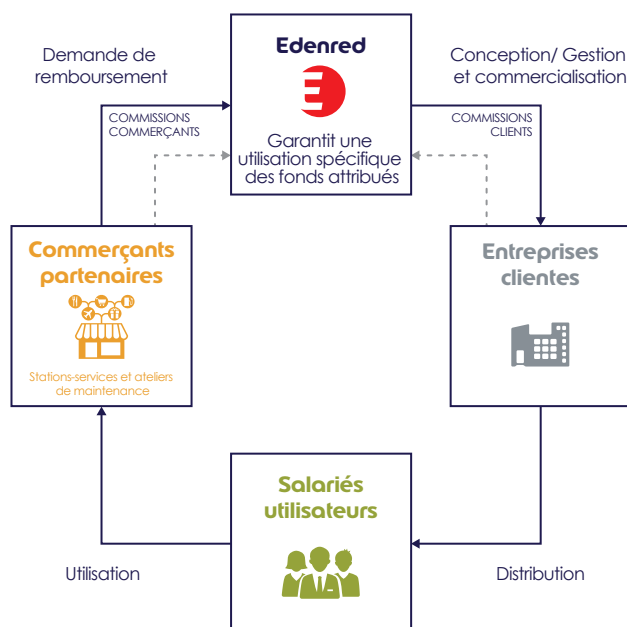 Edenred
Demande de
remboursement
Conception/ Gestion
et commercialisation
COMMISSIONS
COMMERÇANTS
COMMISSIONS
CLIENTS
Garantit une
utilisation spécifique
des fonds attribués
Commerçants
partenaires
Stations-services et ateliers
de maintenance
Entreprises
clientes
Salariés
utilisateurs
Utilisation
Distribution